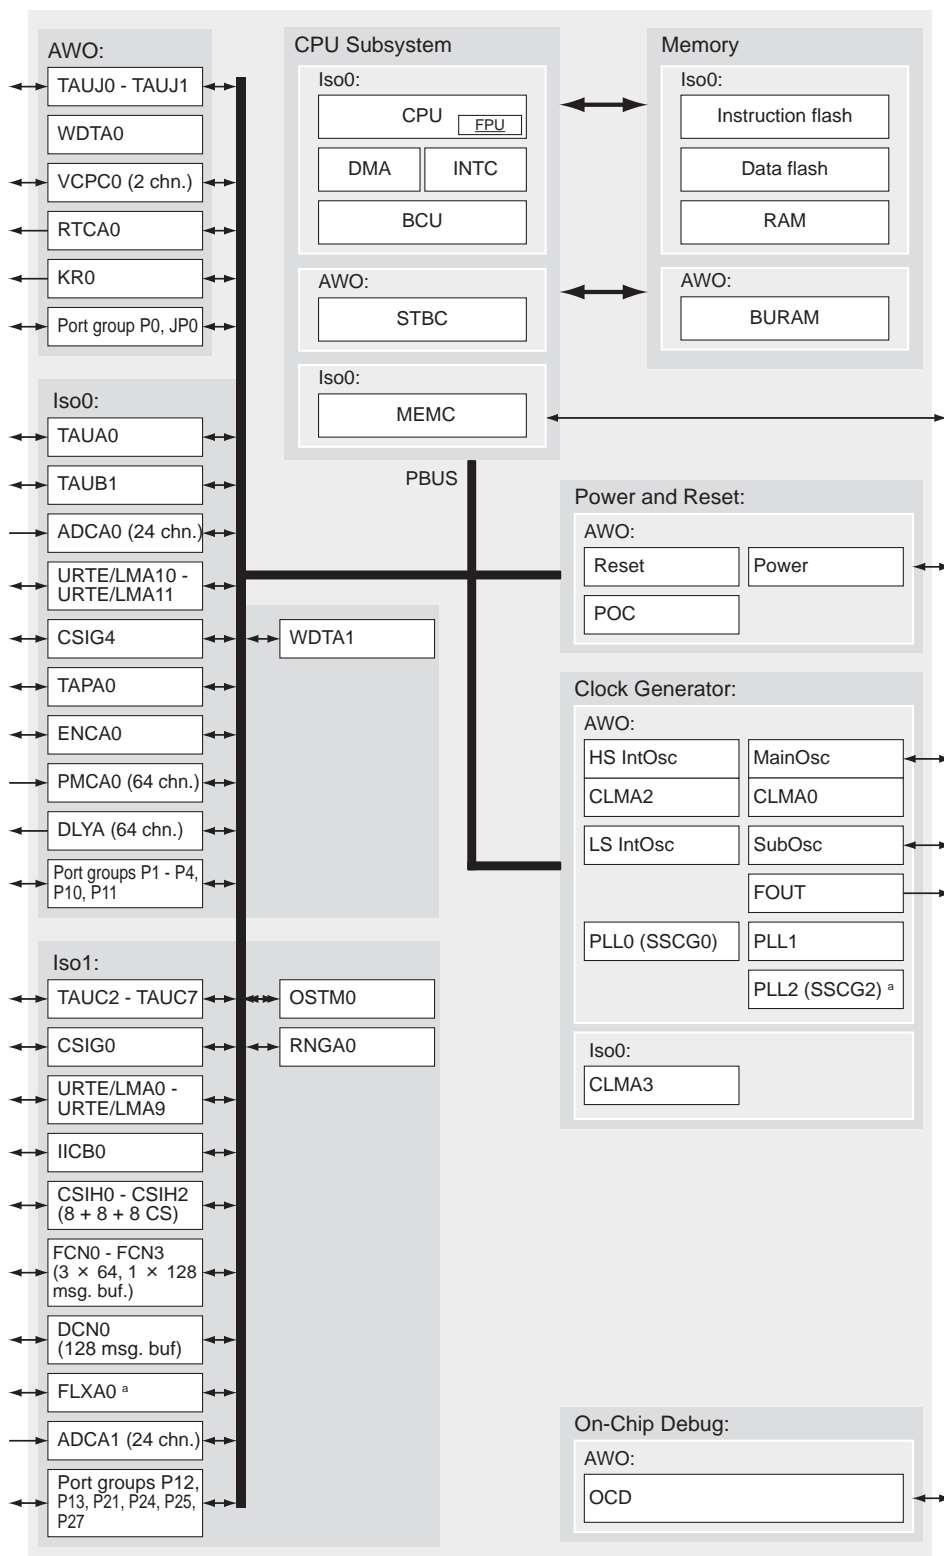 AWO:
TAUJ0 - TAUJ1
WDTA0
VCPC0 (2 chn.)
RTCA0
KR0
Port group P0, JP0
Iso0:
TAUA0
TAUB1
ADCA0 (24 chn.)
URTE/LMA10 -
URTE/LMA11
CSIG4
TAPA0
ENCA0
PMCA0 (64 chn.)
DLYA (64 chn.)
Port groups P1 - P4,
P10, P11
WDTA1
Iso1:
TAUC2 - TAUC7
CSIG0
URTE/LMA0 -
URTE/LMA9
IICB0
CSIH0 - CSIH2
(8 + 8 + 8 CS)
FCN0 - FCN3
(3 × 64, 1 × 128
msg. buf.)
DCN0
(128 msg. buf)
FLXA0 a
ADCA1 (24 chn.)
Port groups P12,
P13, P21, P24, P25,
P27
OSTM0
RNGA0
CPU Subsystem
Iso0:
CPU
FPU
DMA
INTC
BCU
AWO:
STBC
Iso0:
MEMC
PBUS
Memory
Iso0:
Instruction flash
Data flash
RAM
AWO:
BURAM
Power and Reset:
AWO:
Reset
Power
POC
Clock Generator:
AWO:
HS IntOsc
MainOsc
CLMA2
CLMA0
LS IntOsc
SubOsc
FOUT
PLL0 (SSCG0)
PLL1
PLL2 (SSCG2) a
Iso0:
CLMA3
On-Chip Debug:
AWO:
OCD